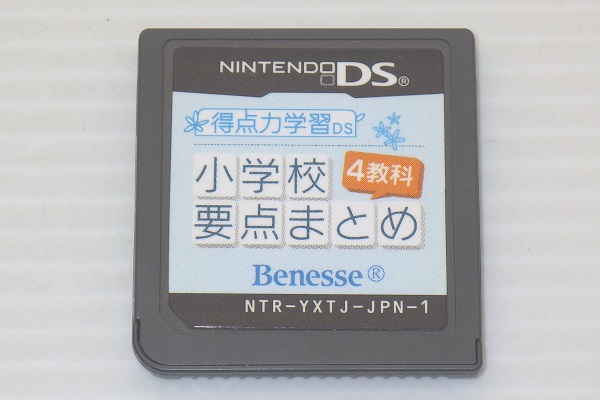 NINTENDO DS®
得点力学習DS
小学校 4教科
要点まとめ
Benesse®
NTR-YXTJ-JPN-1